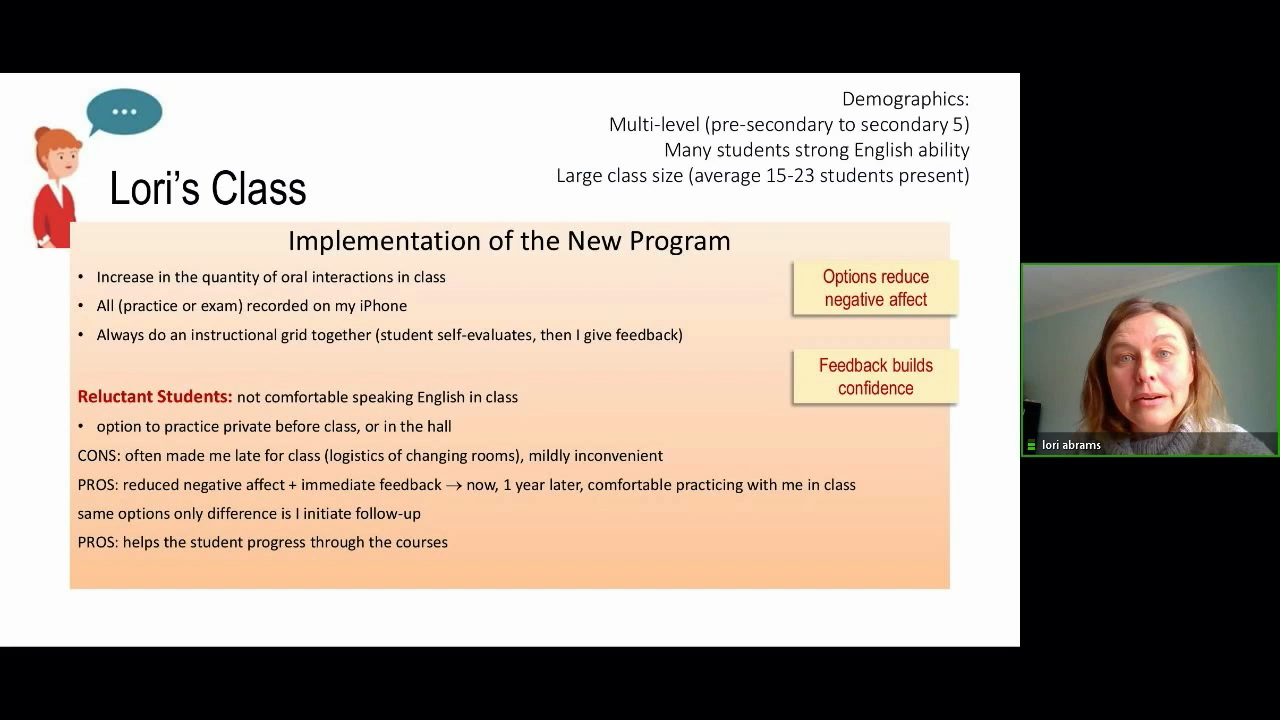 Demographics:
Multi-level (pre-secondary to secondary 5)
Many students strong English ability
Large class size (average 15-23 students present)
Lori's Class
Implementation of the New Program
• Increase in the quantity of oral interactions in class
• All (practice or exam) recorded on my iPhone
• Always do an instructional grid together (student self-evaluates, then I give feedback)
Options reduce
negative affect
Feedback builds
confidence
Reluctant Students: not comfortable speaking English in class
• option to practice private before class, or in the hall
CONS: often made me late for class (logistics of changing rooms), mildly inconvenient
PROS: reduced negative affect + immediate feedback → now, 1 year later, comfortable practicing with me in class
same options only difference is I initiate follow-up
PROS: helps the student progress through the courses
lori abrams